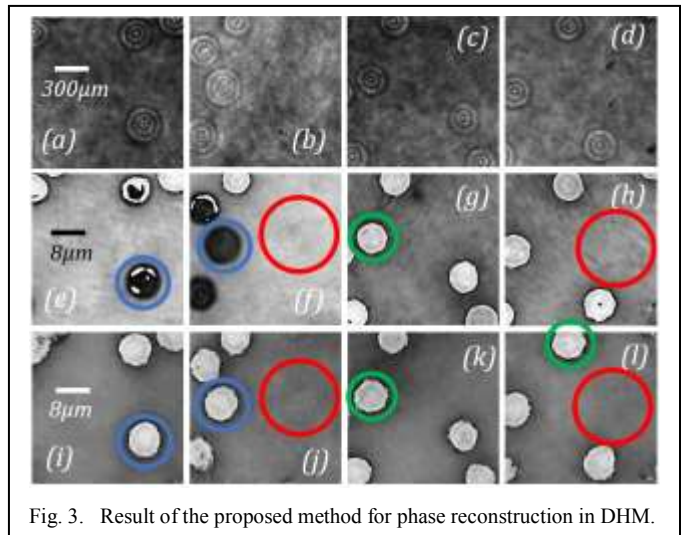 (a)
300μm
(b)
(c)
(d)
(e)
8μm
(f)
(g)
(h)
(i)
8μm
(j)
(k)
(l)
Fig. 3. Result of the proposed method for phase reconstruction in DHM.